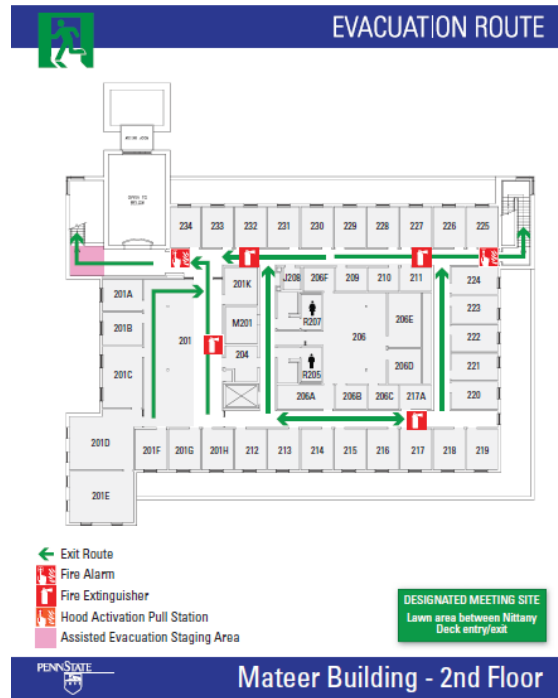 EVACUATION ROUTE
OPEN TO
BELOW
234 233 232 231 230 229 228 227 226 225
201A
201K
J208 206F 209 210 211
224
201B
M201
R207
206E
223
201
204
206
222
201C
R205
206D
221
206A 206B 206C 217A
220
201D
201F 201G 201H 212 213 214 215 216 217 218 219
201E
Exit Route
Fire Alarm
Fire Extinguisher
Hood Activation Pull Station
Assisted Evacuation Staging Area
DESIGNATED MEETING SITE
Lawn area between Nittany
Deck entry/exit
PENNSTATE
Mateer Building - 2nd Floor